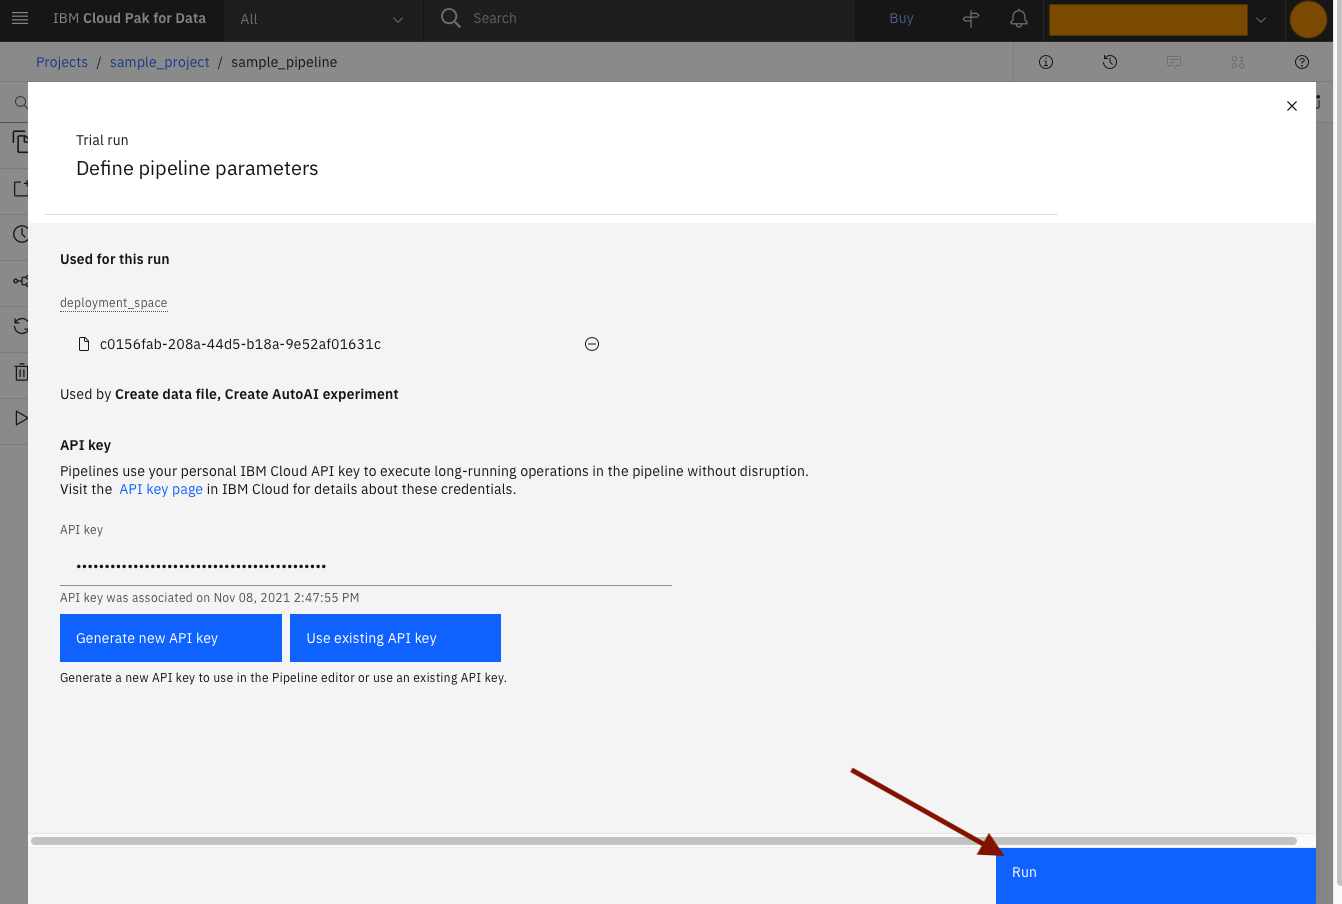 IBM Cloud Pak for Data
All
Search
Buy
Projects / sample_project / sample_pipeline
Trial run
Define pipeline parameters
Used for this run
deployment_space
c0156fab-208a-44d5-b18a-9e52af01631c
Used by Create data file, Create AutoAI experiment
API key
Pipelines use your personal IBM Cloud API key to execute long-running operations in the pipeline without disruption.
Visit the API key page in IBM Cloud for details about these credentials.
API key
••••••••••••••••••••••••••••••••••••••••••••
API key was associated on Nov 08, 2021 2:47:55 PM
Generate new API key
Use existing API key
Generate a new API key to use in the Pipeline editor or use an existing API key.
Run